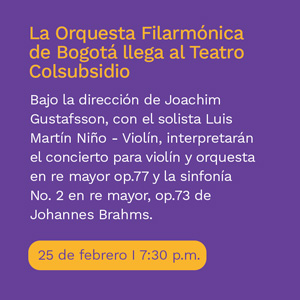 La Orquesta Filarmónica
de Bogotá llega al Teatro
Colsubsidio
Bajo la dirección de Joachim
Gustafsson, con el solista Luis
Martín Niño - Violín, interpretarán
el concierto para violín y orquesta
en re mayor op.77 y la sinfonía
No. 2 en re mayor, op.73 de
Johannes Brahms.
25 de febrero I 7:30 p.m.